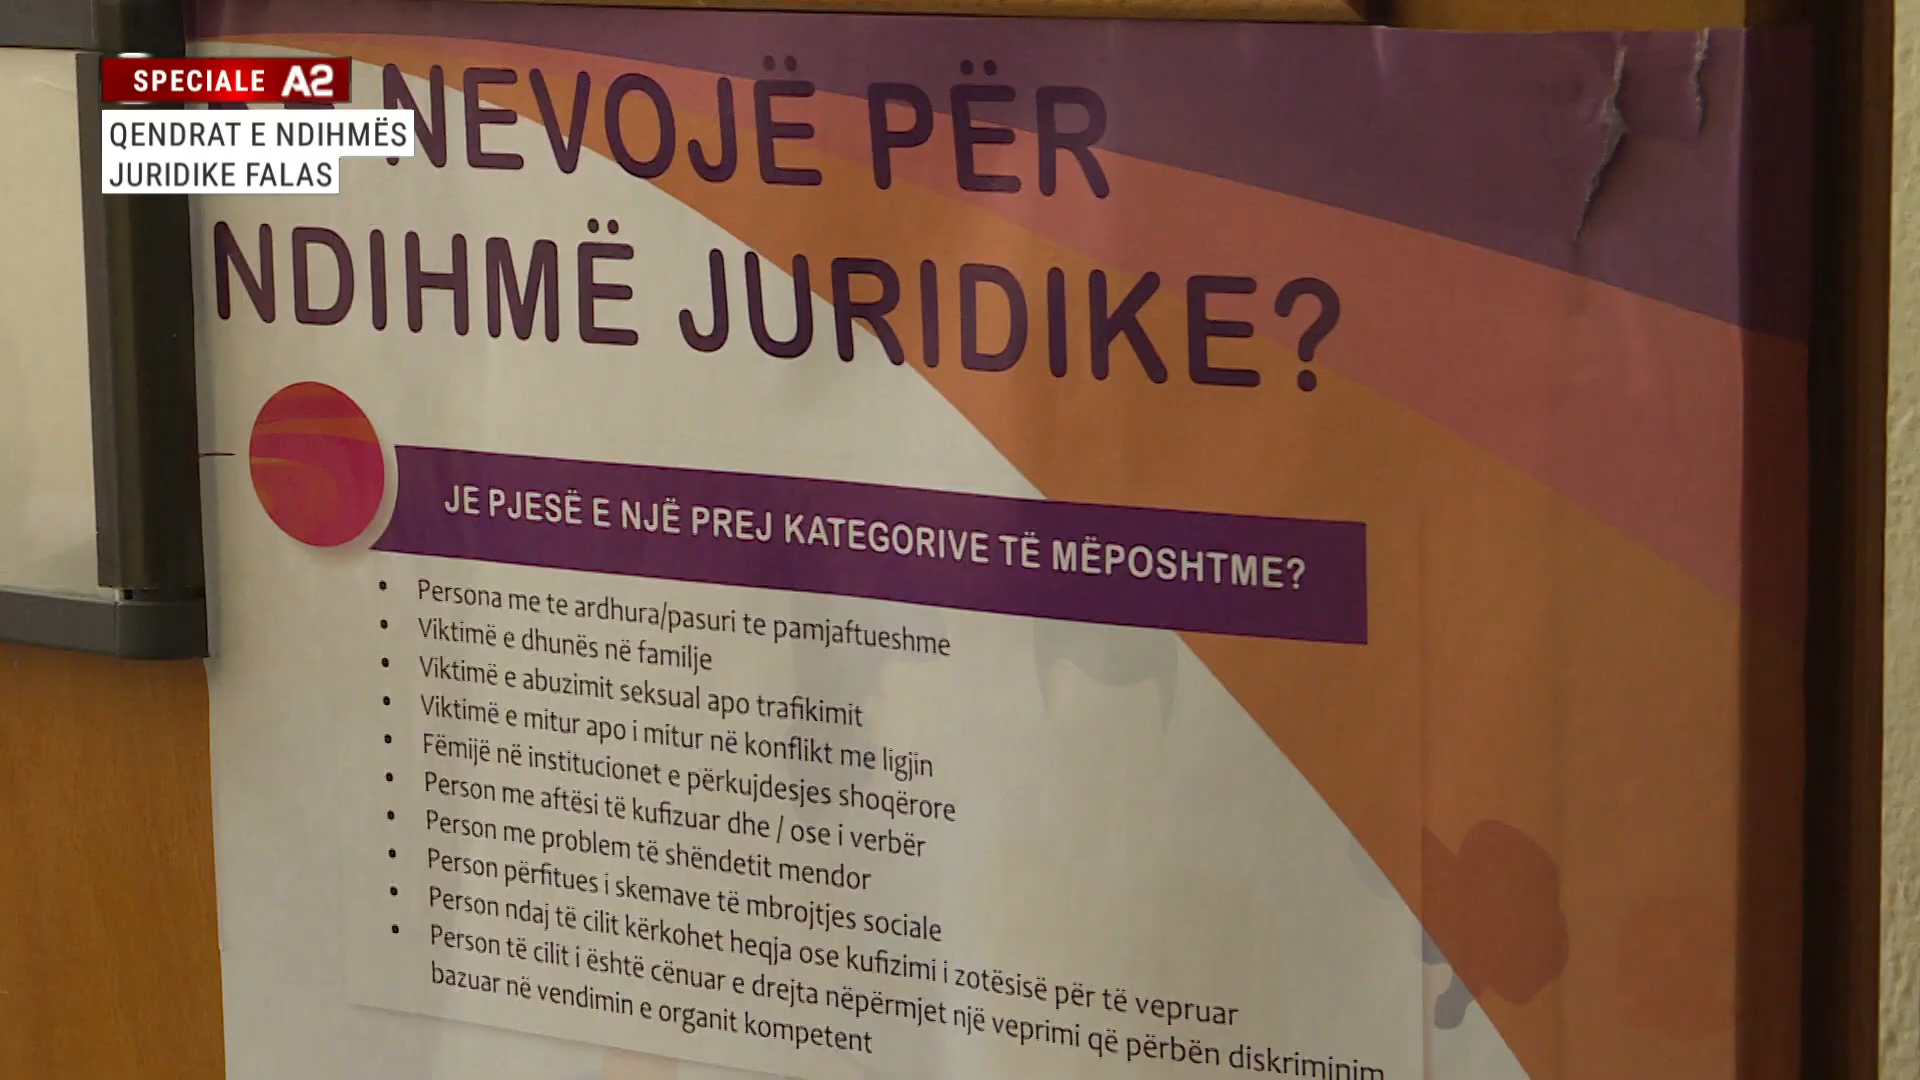 SPECIALE A2
QENDRAT E NDIHMËS
JURIDIKE FALAS
NEVOJË PËR
NDIHMË JURIDIKE?
JE PJESË E NJË PREJ KATEGORIVE TË MËPOSHTME?
• Persona me te ardhura/pasuri te pamjaftueshme
• Viktimë e dhunës në familje
• Viktimë e abuzimit seksual apo trafikimit
• Viktimë e mitur apo i mitur në konflikt me ligjin
• Fëmijë në institucionet e përkujdesjes shoqërore
• Person me aftësi të kufizuar dhe / ose i verbër
• Person me problem të shëndetit mendor
• Person përfitues i skemave të mbrojtjes sociale
• Person ndaj të cilit kërkohet heqja ose kufizimi i zotësisë për të vepruar
• Person të cilit i është cënuar e drejta nëpërmjet një veprimi që përbën diskriminim
bazuar në vendimin e organit kompetent